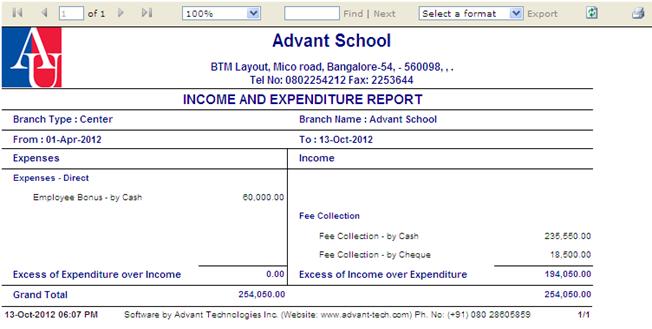 1 of 1 100% Find | Next Select a format Export
AU
Advant School
BTM Layout, Mico road, Bangalore-54, - 560098, , .
Tel No: 0802254212 Fax: 2253644
INCOME AND EXPENDITURE REPORT
Branch Type : Center Branch Name : Advant School
From : 01-Apr-2012 To : 13-Oct-2012
Expenses Income
Expenses - Direct
Employee Bonus - by Cash 60,000.00
Fee Collection
Fee Collection - by Cash 235,550.00
Fee Collection - by Cheque 18,500.00
Excess of Expenditure over Income 0.00 Excess of Income over Expenditure 194,050.00
Grand Total 254,050.00 254,050.00
13-Oct-2012 06:07 PM Software by Advant Technologies Inc. (Website: www.advant-tech.com) Ph. No: (+91) 080 28605859 1/1